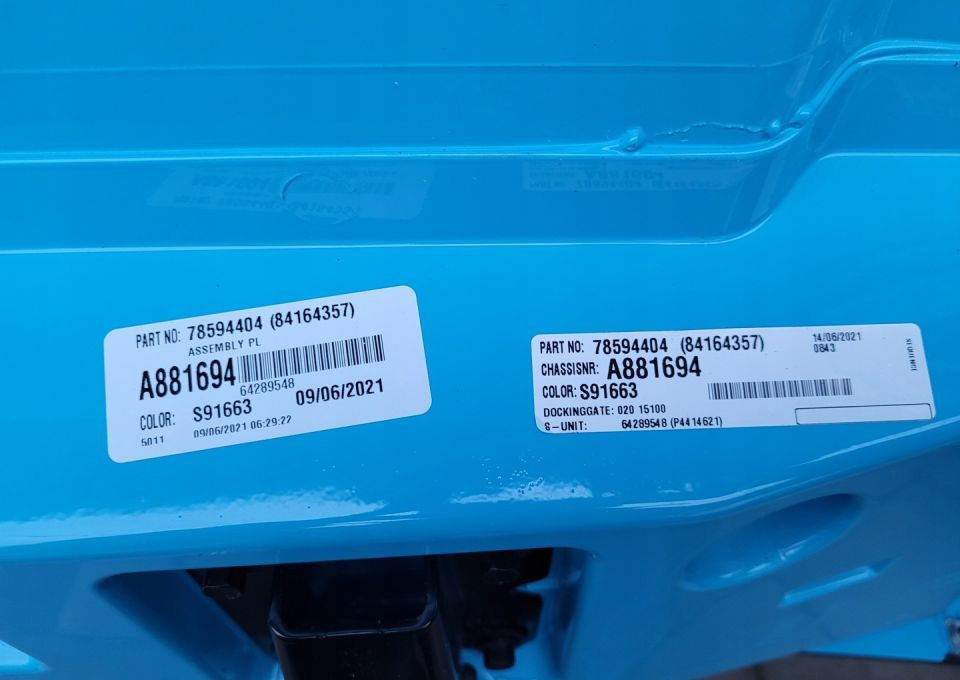 PART NO: 78594404 (84164357)
ASSEMBLY PL
A881694
64289548
09/06/2021
COLOR: S91663
5011 09/06/2021 06:29:22
PART NO: 78594404 (84164357)
14/06/2021
0843
CHASSISNR: A881694
COLOR: S91663
DOCKINGGATE: 020 15100
S-UNIT: 64289548 (P4414621)
SEQUENCE